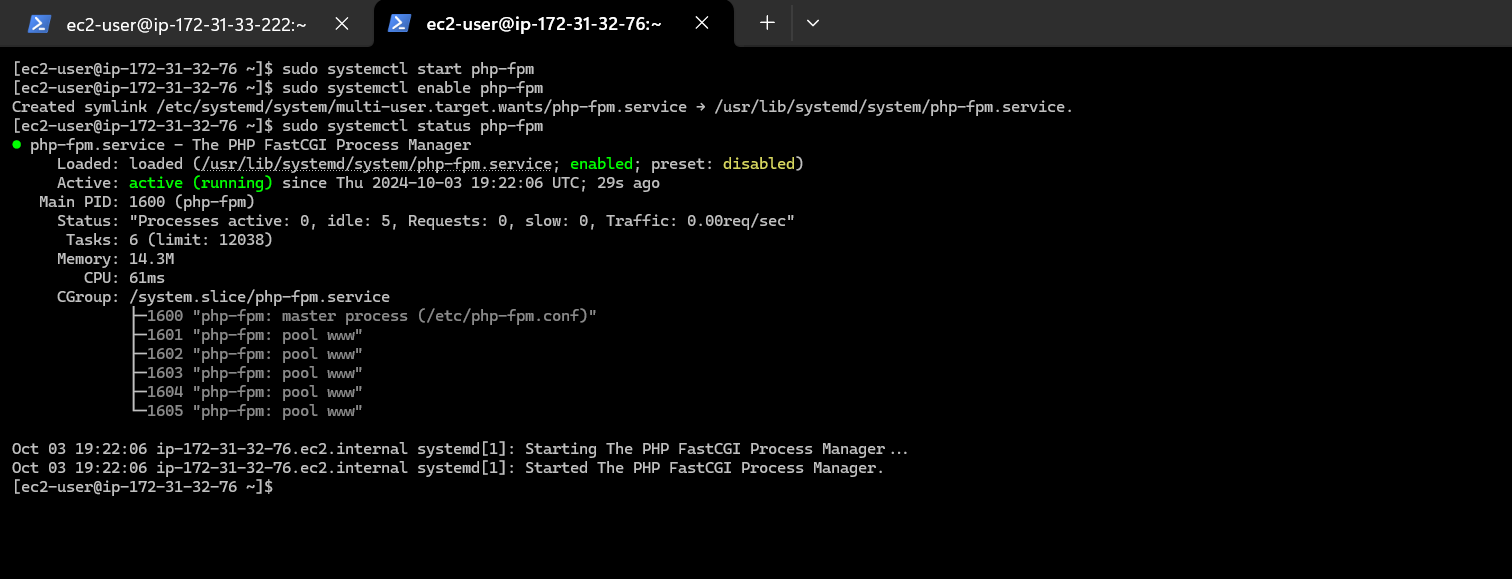 ec2-user@ip-172-31-33-222:~ ec2-user@ip-172-31-32-76:~
[ec2-user@ip-172-31-32-76 ~]$ sudo systemctl start php-fpm
[ec2-user@ip-172-31-32-76 ~]$ sudo systemctl enable php-fpm
Created symlink /etc/systemd/system/multi-user.target.wants/php-fpm.service → /usr/lib/systemd/system/php-fpm.service.
[ec2-user@ip-172-31-32-76 ~]$ sudo systemctl status php-fpm
● php-fpm.service - The PHP FastCGI Process Manager
Loaded: loaded (/usr/lib/systemd/system/php-fpm.service; enabled; preset: disabled)
Active: active (running) since Thu 2024-10-03 19:22:06 UTC; 29s ago
Main PID: 1600 (php-fpm)
Status: "Processes active: 0, idle: 5, Requests: 0, slow: 0, Traffic: 0.00req/sec"
Tasks: 6 (limit: 12038)
Memory: 14.3M
CPU: 61ms
CGroup: /system.slice/php-fpm.service
├─1600 "php-fpm: master process (/etc/php-fpm.conf)"
├─1601 "php-fpm: pool www"
├─1602 "php-fpm: pool www"
├─1603 "php-fpm: pool www"
├─1604 "php-fpm: pool www"
└─1605 "php-fpm: pool www"
Oct 03 19:22:06 ip-172-31-32-76.ec2.internal systemd[1]: Starting The PHP FastCGI Process Manager...
Oct 03 19:22:06 ip-172-31-32-76.ec2.internal systemd[1]: Started The PHP FastCGI Process Manager.
[ec2-user@ip-172-31-32-76 ~]$